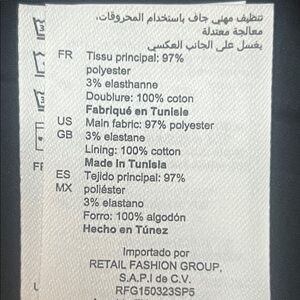 تنظيف مهني جاف باستخدام المحروقات،
معالجة معتدلة
يغسل على الجانب العكسي
FR Tissu principal: 97%
polyester
3% elasthanne
Doublure: 100% coton
Fabriqué en Tunisie
US Main fabric: 97% polyester
GB 3% elastane
Lining: 100% cotton
Made in Tunisia
ES Tejido principal: 97%
MX poliéster
3% elastano
Forro: 100% algodón
Hecho en Túnez
Importado por
RETAIL FASHION GROUP,
S.A.P.I de C.V.
RFG150323SP5